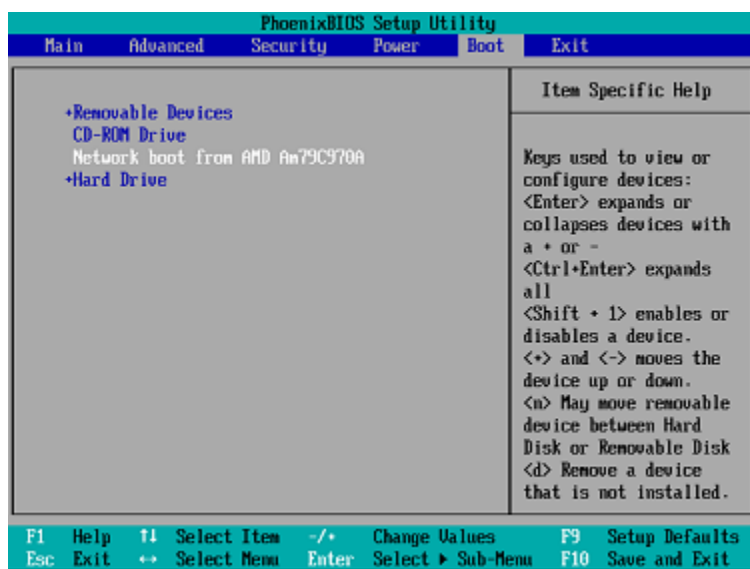 PhoenixBIOS Setup Utility
Main Advanced Security Power Boot Exit
+Removable Devices
CD-ROM Drive
Network boot from AMD Am79C970A
+Hard Drive
Item Specific Help
Keys used to view or
configure devices:
<Enter> expands or
collapses devices with
a + or -
<Ctrl+Enter> expands
all
<Shift + 1> enables or
disables a device.
<+> and <-> moves the
device up or down.
<n> May move removable
device between Hard
Disk or Removable Disk
<d> Remove a device
that is not installed.
F1 Help ↑↓ Select Item -/+ Change Values F9 Setup Defaults
Esc Exit ↔ Select Menu Enter Select ▶ Sub-Menu F10 Save and Exit